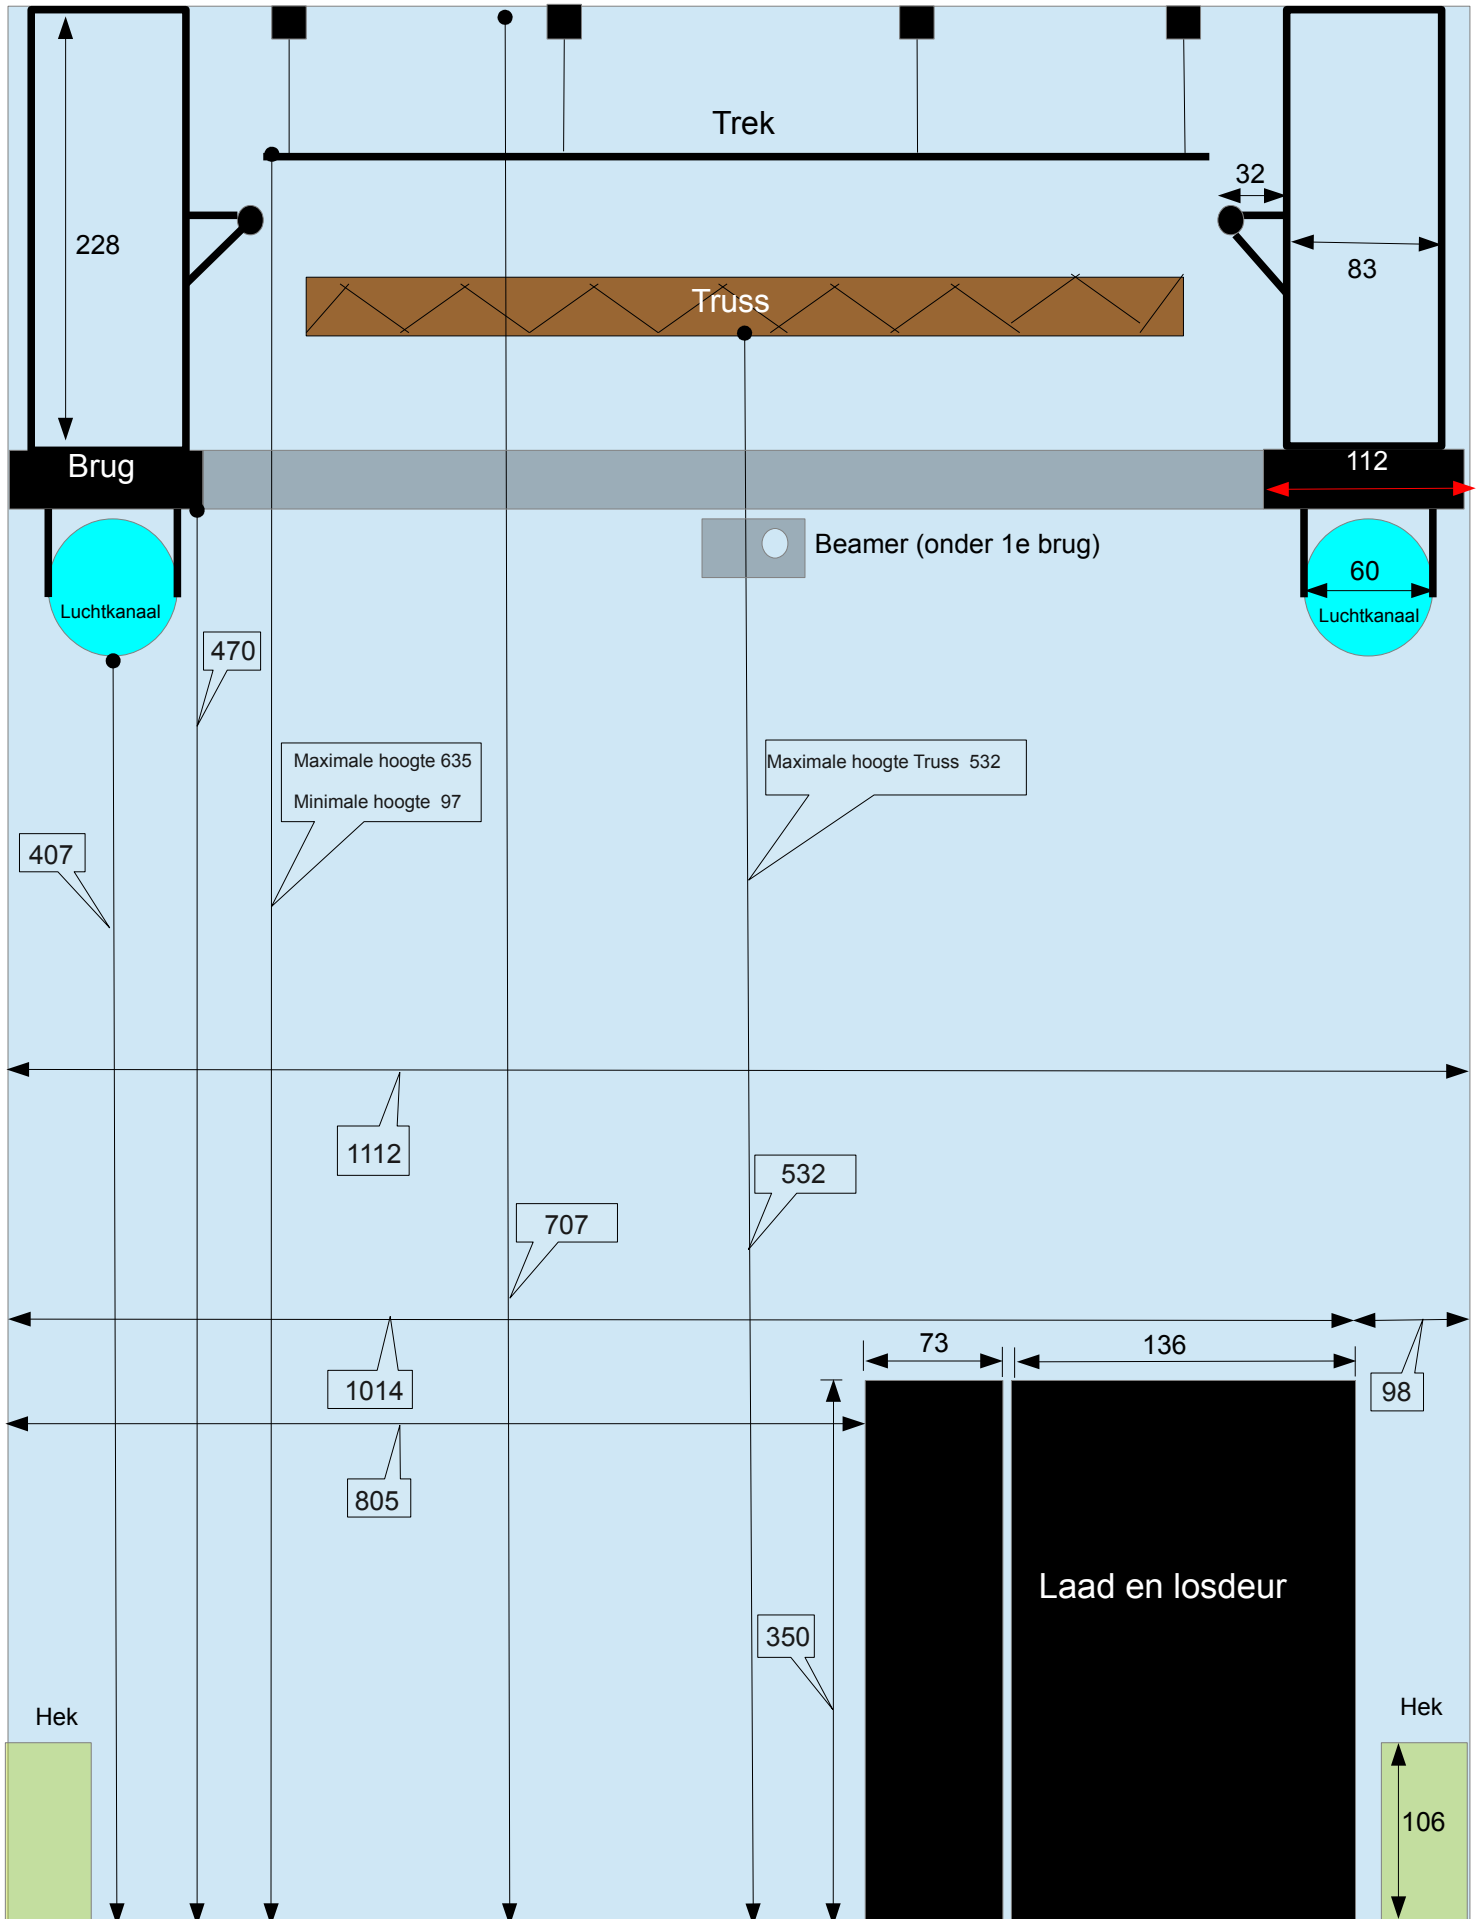 Trek
32
228
83
Truss
Brug
112
Beamer (onder 1e brug)
60
Luchtkanaal
Luchtkanaal
470
Maximale hoogte 635
Minimale hoogte 97
Maximale hoogte Truss 532
407
1112
532
707
73
136
1014
98
805
Laad en losdeur
350
Hek
Hek
106